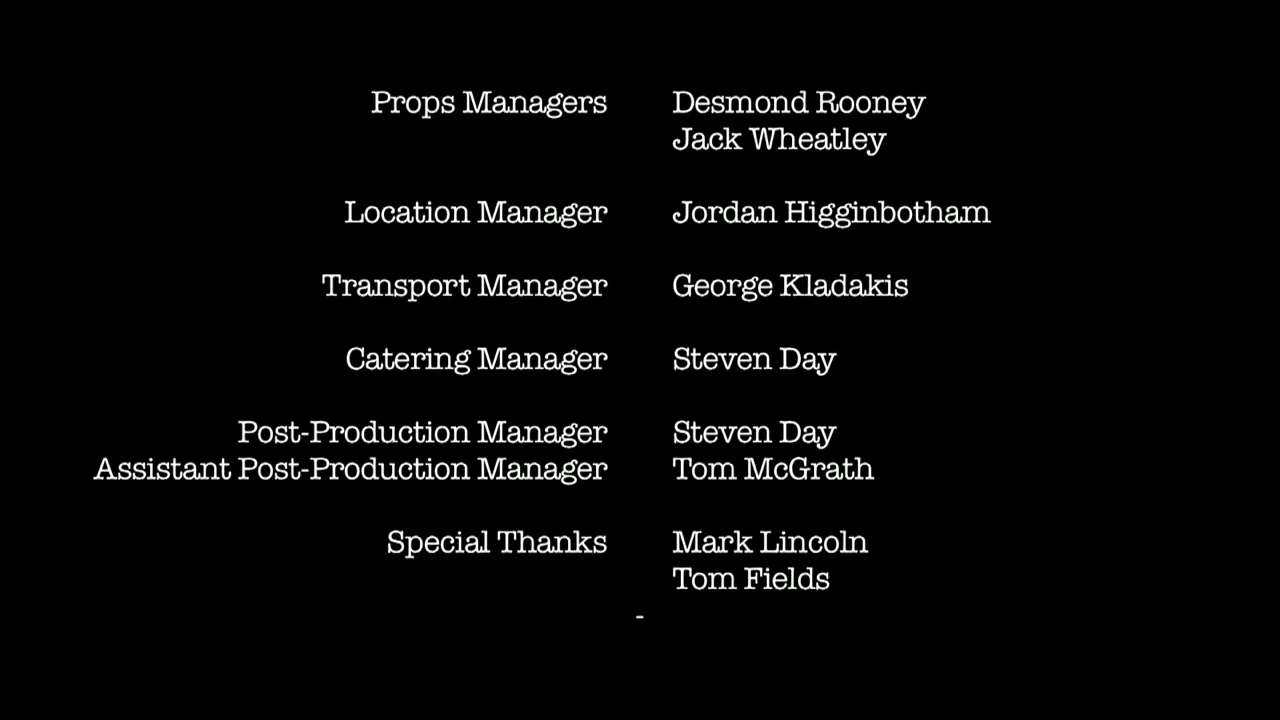 Props Managers Desmond Rooney
Jack Wheatley
Location Manager Jordan Higginbotham
Transport Manager George Kladakis
Catering Manager Steven Day
Post-Production Manager Steven Day
Assistant Post-Production Manager Tom McGrath
Special Thanks Mark Lincoln
Tom Fields
-